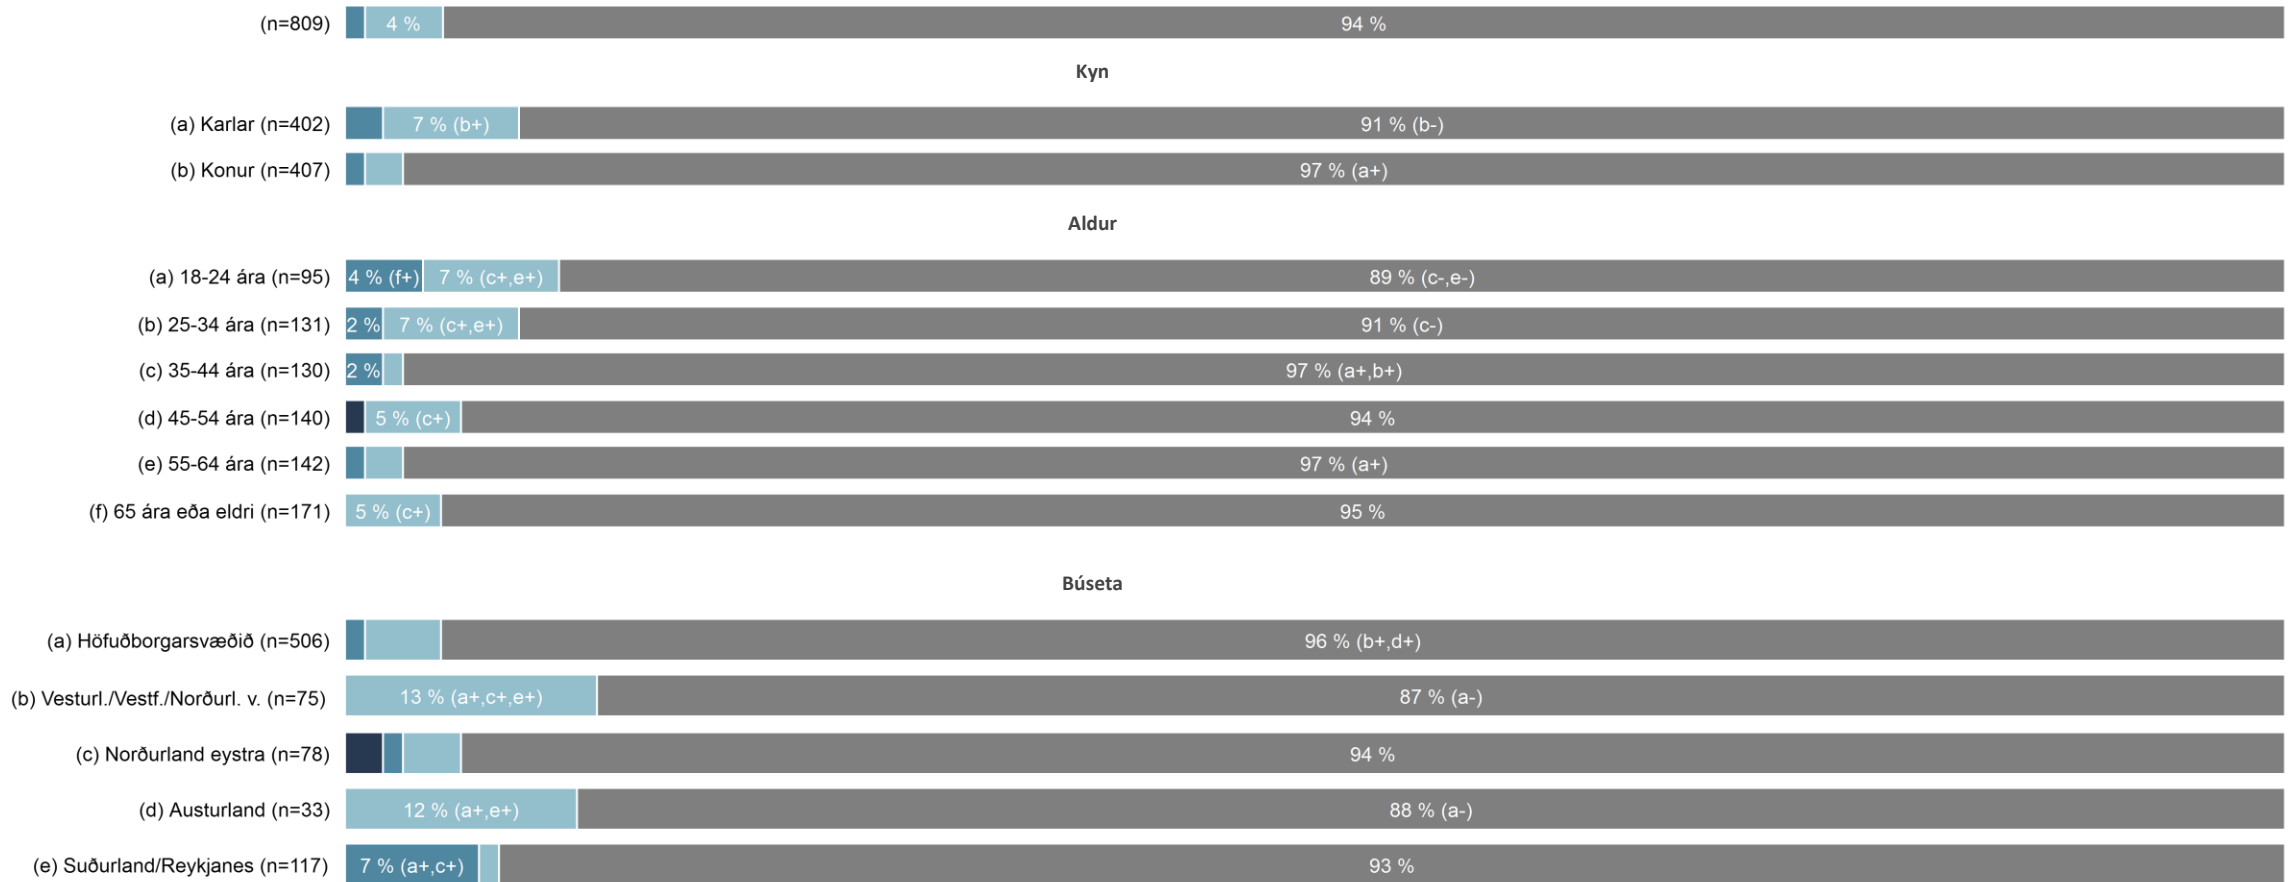 (n=809) 4 % 94 %
Kyn
(a) Karlar (n=402) 7 % (b+) 91 % (b-)
(b) Konur (n=407) 97 % (a+)
Aldur
(a) 18-24 ára (n=95) 4 % (f+) 7 % (c+,e+) 89 % (c-,e-)
(b) 25-34 ára (n=131) 2 % 7 % (c+,e+) 91 % (c-)
(c) 35-44 ára (n=130) 2 % 97 % (a+,b+)
(d) 45-54 ára (n=140) 5 % (c+) 94 %
(e) 55-64 ára (n=142) 97 % (a+)
(f) 65 ára eða eldri (n=171) 5 % (c+) 95 %
Búseta
(a) Höfuðborgarsvæðið (n=506) 96 % (b+,d+)
(b) Vesturl./Vestf./Norðurl. v. (n=75) 13 % (a+,c+,e+) 87 % (a-)
(c) Norðurland eystra (n=78) 94 %
(d) Austurland (n=33) 12 % (a+,e+) 88 % (a-)
(e) Suðurland/Reykjanes (n=117) 7 % (a+,c+) 93 %